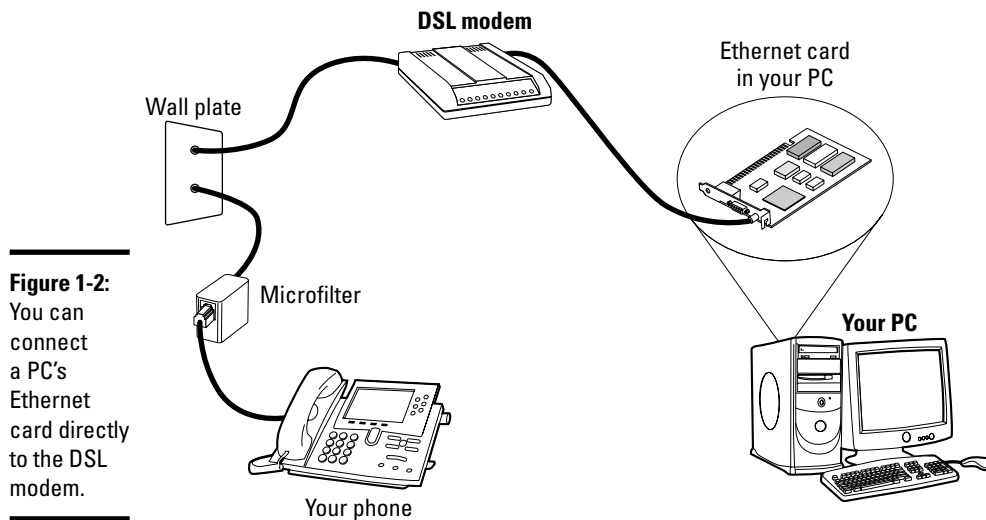 DSL modem
Ethernet card
in your PC
Wall plate
Microfilter
Your PC
Your phone
Figure 1-2:
You can
connect
a PC's
Ethernet
card directly
to the DSL
modem.